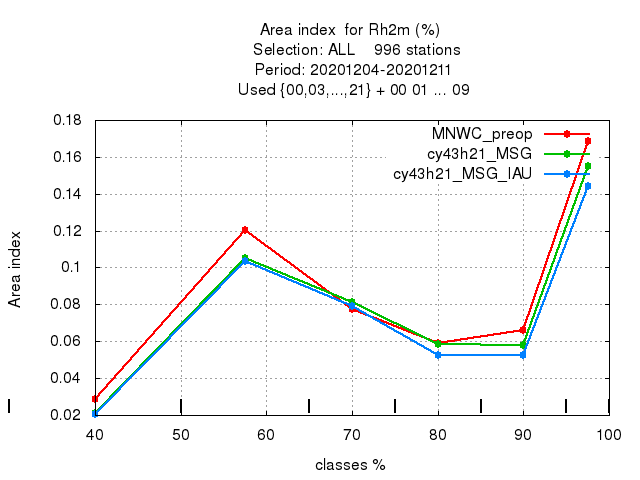 Area index  for Rh2m (%)
Selection: ALL    996 stations
Period: 20201204-20201211
Used {00,03,...,21} + 00 01 ... 09
MNWC_preop
cy43h21_MSG
cy43h21_MSG_IAU
Area index
0.18
0.16
0.14
0.12
0.1
0.08
0.06
0.04
0.02
40 50 60 70 80 90 100
classes %